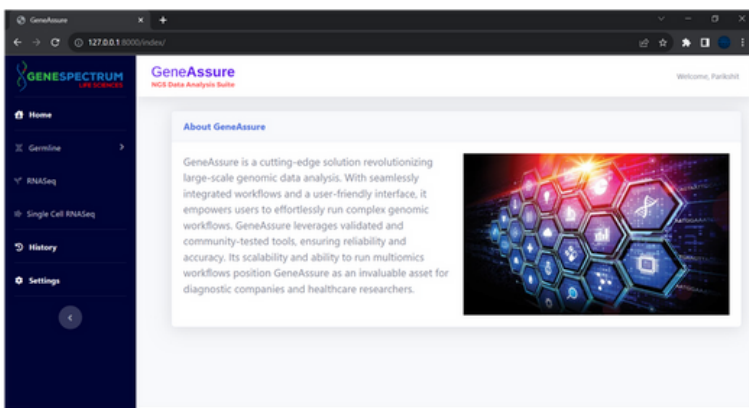 GeneAssure
127.0.0.1:8000/index/
GENESPECTRUM
LIFE SCIENCES
GeneAssure
NGS Data Analysis Suite
Welcome, Parikshit
Home
Germline
RNASeq
Single Cell RNASeq
History
Settings
About GeneAssure
GeneAssure is a cutting-edge solution revolutionizing
large-scale genomic data analysis. With seamlessly
integrated workflows and a user-friendly interface, it
empowers users to effortlessly run complex genomic
workflows. GeneAssure leverages validated and
community-tested tools, ensuring reliability and
accuracy. Its scalability and ability to run multiomics
workflows position GeneAssure as an invaluable asset for
diagnostic companies and healthcare researchers.